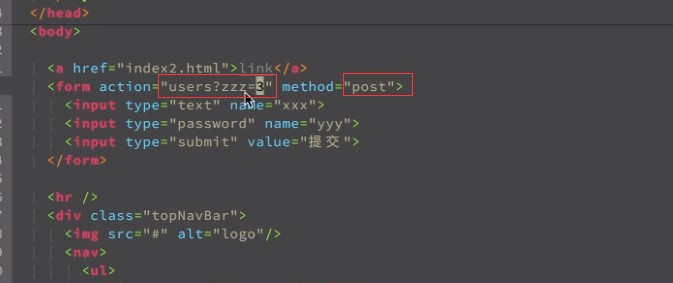 </head>
<body>
<a href="index2.html">link</a>
<form action="users?zzz=3" method="post">
<input type="text" name="xxx">
<input type="password" name="yyy">
<input type="submit" value="提交">
</form>
<hr />
<div class="topNavBar">
<img src="#" alt="logo"/>
<nav>
<ul>